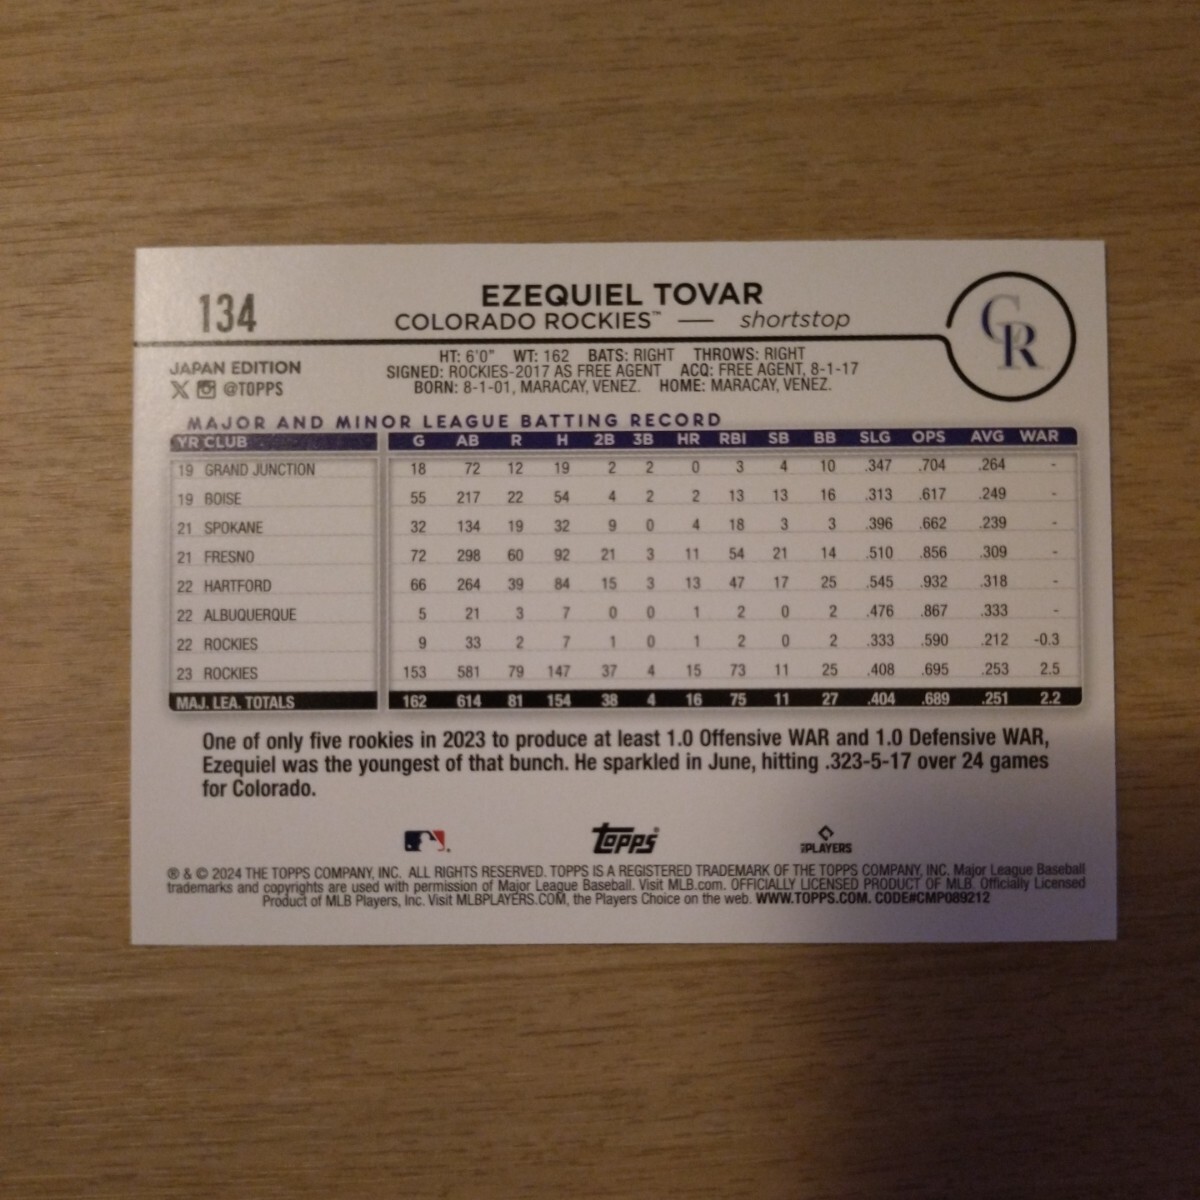 134
EZEQUIEL TOVAR
COLORADO ROCKIES™ — shortstop
CR
JAPAN EDITION
@TOPPS
HT: 6'0" WT: 162 BATS: RIGHT THROWS: RIGHT
SIGNED: ROCKIES-2017 AS FREE AGENT ACQ: FREE AGENT, 8-1-17
BORN: 8-1-01, MARACAY, VENEZ. HOME: MARACAY, VENEZ.
MAJOR AND MINOR LEAGUE BATTING RECORD
YR CLUB G AB R H 2B 3B HR RBI SB BB SLG OPS AVG WAR
19 GRAND JUNCTION 18 72 12 19 2 2 0 3 4 10 .347 .704 .264 -
19 BOISE 55 217 22 54 4 2 2 13 13 16 .313 .617 .249 -
21 SPOKANE 32 134 19 32 9 0 4 18 3 3 .396 .662 .239 -
21 FRESNO 72 298 60 92 21 3 11 54 21 14 .510 .856 .309 -
22 HARTFORD 66 264 39 84 15 3 13 47 17 25 .545 .932 .318 -
22 ALBUQUERQUE 5 21 3 7 0 0 1 2 0 2 .476 .867 .333 -
22 ROCKIES 9 33 2 7 1 0 1 2 0 2 .333 .590 .212 -0.3
23 ROCKIES 153 581 79 147 37 4 15 73 11 25 .408 .695 .253 2.5
MAJ. LEA. TOTALS 162 614 81 154 38 4 16 75 11 27 .404 .689 .251 2.2
One of only five rookies in 2023 to produce at least 1.0 Offensive WAR and 1.0 Defensive WAR,
Ezequiel was the youngest of that bunch. He sparkled in June, hitting .323-5-17 over 24 games
for Colorado.
Topps® PLAYERS
® & © 2024 THE TOPPS COMPANY, INC. ALL RIGHTS RESERVED. TOPPS IS A REGISTERED TRADEMARK OF THE TOPPS COMPANY, INC. Major League Baseball
trademarks and copyrights are used with permission of Major League Baseball. Visit MLB.com. OFFICIALLY LICENSED PRODUCT OF MLB. Officially Licensed
Product of MLB Players, Inc. Visit MLBPLAYERS.COM, the Players Choice on the web. WWW.TOPPS.COM. CODE#CMP089212